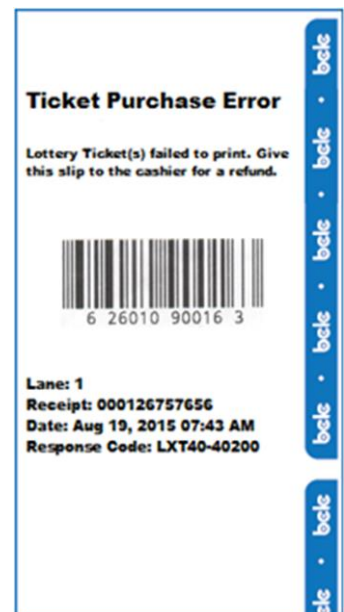 Ticket Purchase Error
Lottery Ticket(s) failed to print. Give
this slip to the cashier for a refund.
6 26010 90016 3
Lane: 1
Receipt: 000126757656
Date: Aug 19, 2015 07:43 AM
Response Code: LXT40-40200
bclc • bclc • bclc • bclc • bclc
bclc • bclc